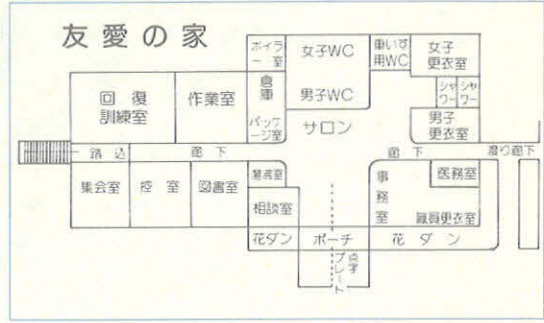 友愛の家
ボイラー室
女子WC
車いす用WC
女子更衣室
回復訓練室
作業室
倉庫
男子WC
シャワー
シャワー
パッケージ室
サロン
男子更衣室
踏込
廊下
廊下
渡り廊下
集会室
控室
図書室
相談室
事務室
医務室
職員更衣室
花ダン
ポーチ
花ダン
点字プレート